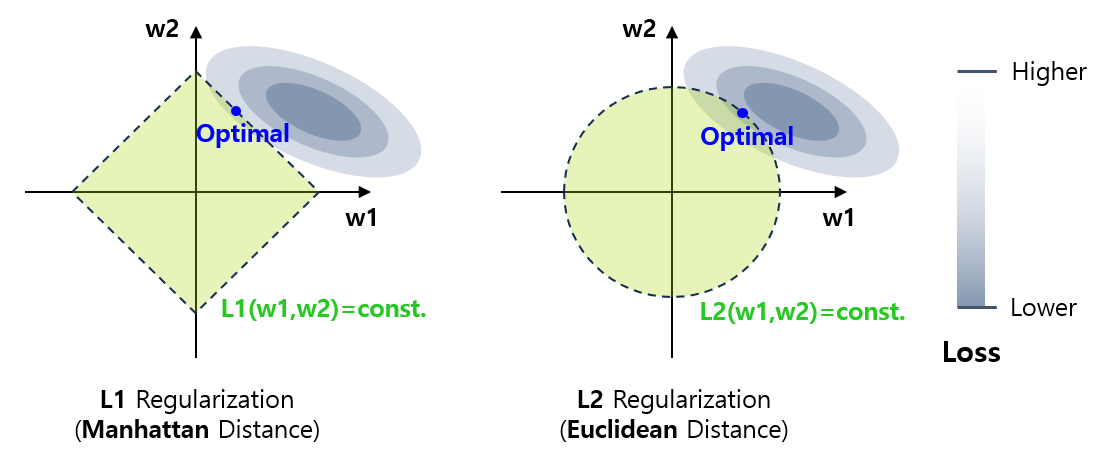 w2
w1
Optimal
L1(w1,w2)=const.
L1 Regularization
(Manhattan Distance)
w2
w1
Optimal
L2(w1,w2)=const.
L2 Regularization
(Euclidean Distance)
Higher
Lower
Loss